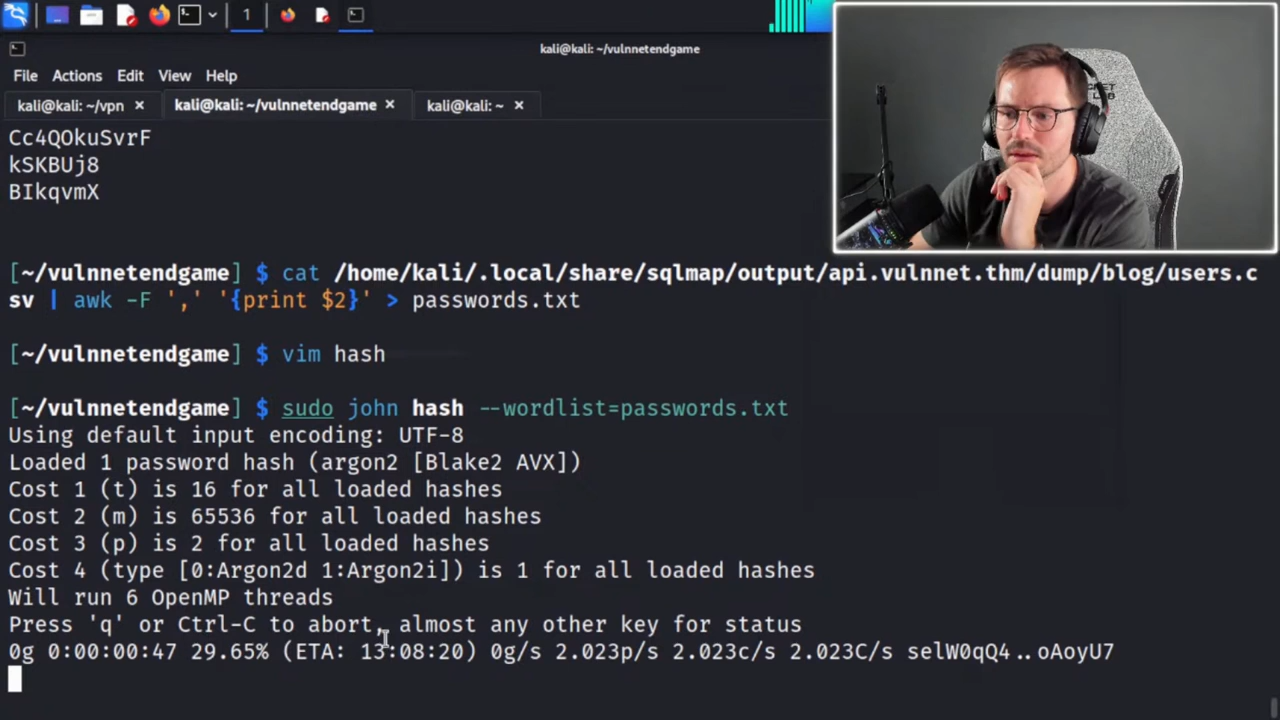 1
kali@kali: ~/vulnnetendgame
File Actions Edit View Help
kali@kali: ~/vpn × kali@kali: ~/vulnnetendgame × kali@kali: ~ ×
Cc4QOkuSvrF
kSKBUj8
BIkqvmX
[~/vulnnetendgame] $ cat /home/kali/.local/share/sqlmap/output/api.vulnnet.thm/dump/blog/users.c
sv | awk -F ',' '{print $2}' > passwords.txt
[~/vulnnetendgame] $ vim hash
[~/vulnnetendgame] $ sudo john hash --wordlist=passwords.txt
Using default input encoding: UTF-8
Loaded 1 password hash (argon2 [Blake2 AVX])
Cost 1 (t) is 16 for all loaded hashes
Cost 2 (m) is 65536 for all loaded hashes
Cost 3 (p) is 2 for all loaded hashes
Cost 4 (type [0:Argon2d 1:Argon2i]) is 1 for all loaded hashes
Will run 6 OpenMP threads
Press 'q' or Ctrl-C to abort, almost any other key for status
0g 0:00:00:47 29.65% (ETA: 13:08:20) 0g/s 2.023p/s 2.023c/s 2.023C/s selW0qQ4..oAoyU7